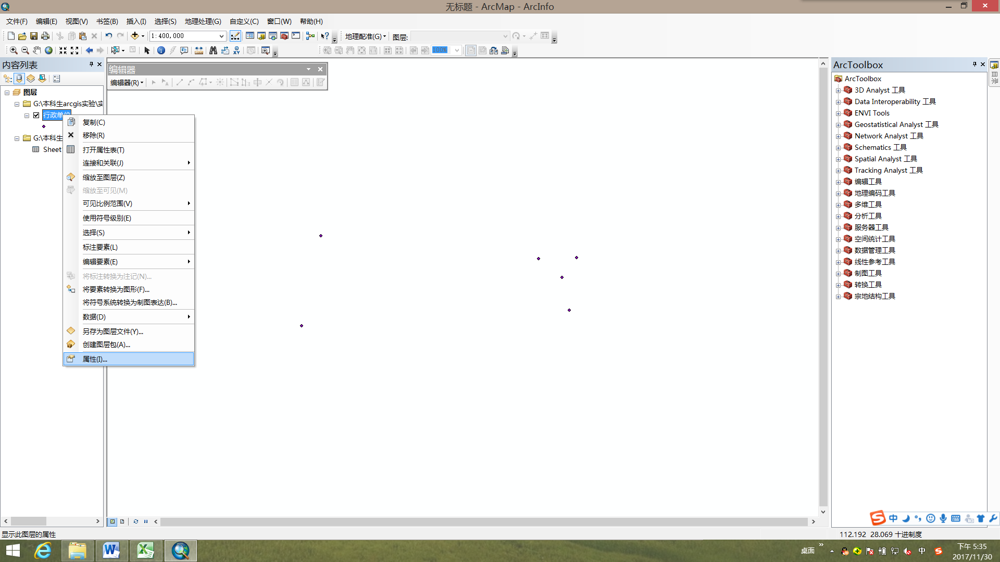 无标题 - ArcMap - ArcInfo
文件(F) 编辑(E) 视图(V) 书签(B) 插入(I) 选择(S) 地理处理(G) 自定义(C) 窗口(W) 帮助(H)
1:400,000 地理配准(G) 图层:
100%
内容列表
图层
G:\本科生arcgis实验\实
行政单位
G:\本科生
Sheet
编辑器
编辑器(R)
复制(C)
移除(R)
打开属性表(T)
连接和关联(J)
缩放至图层(Z)
缩放至可见(M)
可见比例范围(V)
使用符号级别(E)
选择(S)
标注要素(L)
编辑要素(E)
将标注转换为注记(N)...
将要素转换为图形(F)...
将符号系统转换为制图表达(B)...
数据(D)
另存为图层文件(Y)...
创建图层包(A)...
属性(I)...
ArcToolbox
ArcToolbox
3D Analyst 工具
Data Interoperability 工具
ENVI Tools
Geostatistical Analyst 工具
Network Analyst 工具
Schematics 工具
Spatial Analyst 工具
Tracking Analyst 工具
编辑工具
地理编码工具
多维工具
分析工具
服务器工具
空间统计工具
数据管理工具
线性参考工具
制图工具
转换工具
宗地结构工具
中
显示此图层的属性
112.192 28.069 十进制度
桌面
中
下午 5:35
2017/11/30